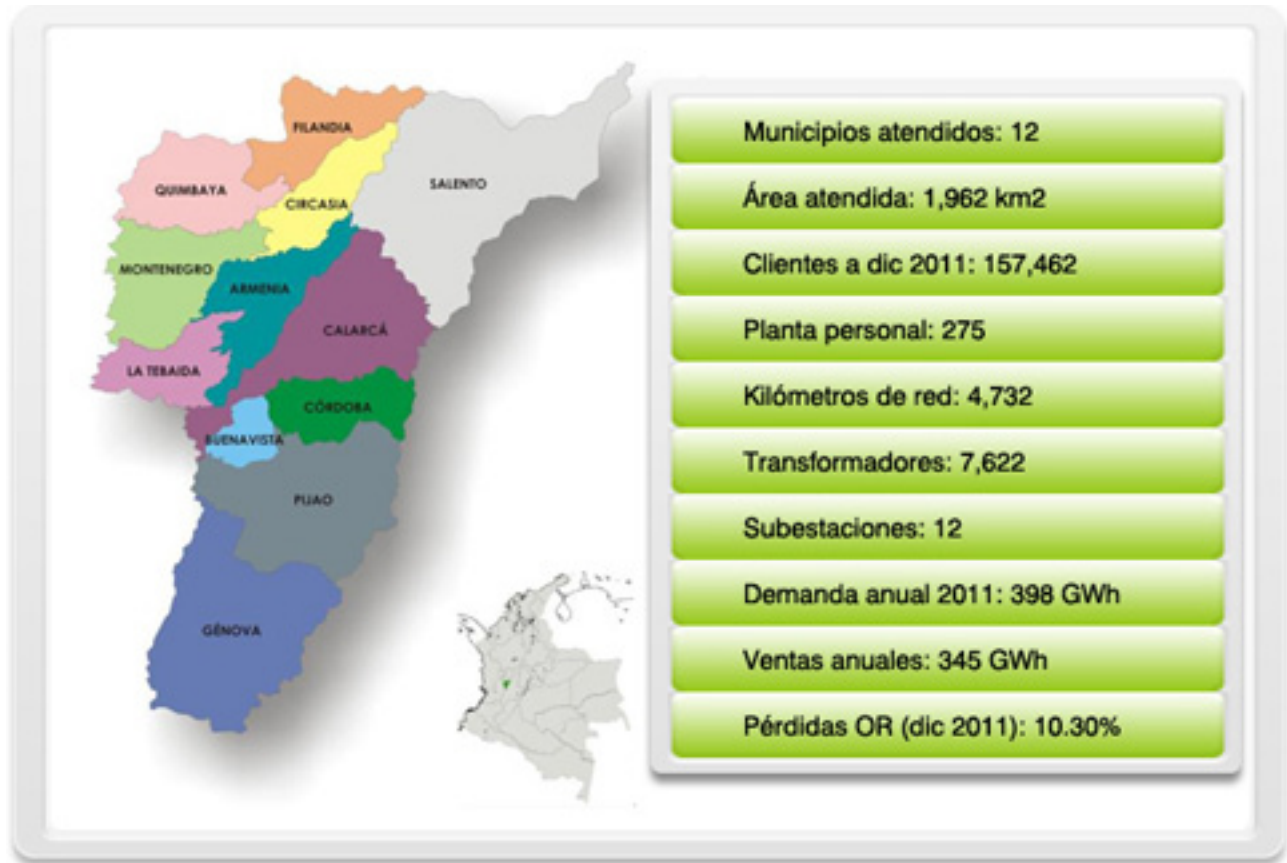 FILANDIA
QUIMBAYA
SALENTO
CIRCASIA
MONTENEGRO
ARMENIA
CALARCÁ
LA TEBAIDA
CÓRDOBA
BUENAVISTA
PIJAO
GÉNOVA
Municipios atendidos: 12
Área atendida: 1,962 km2
Clientes a dic 2011: 157,462
Planta personal: 275
Kilómetros de red: 4,732
Transformadores: 7,622
Subestaciones: 12
Demanda anual 2011: 398 GWh
Ventas anuales: 345 GWh
Pérdidas OR (dic 2011): 10.30%